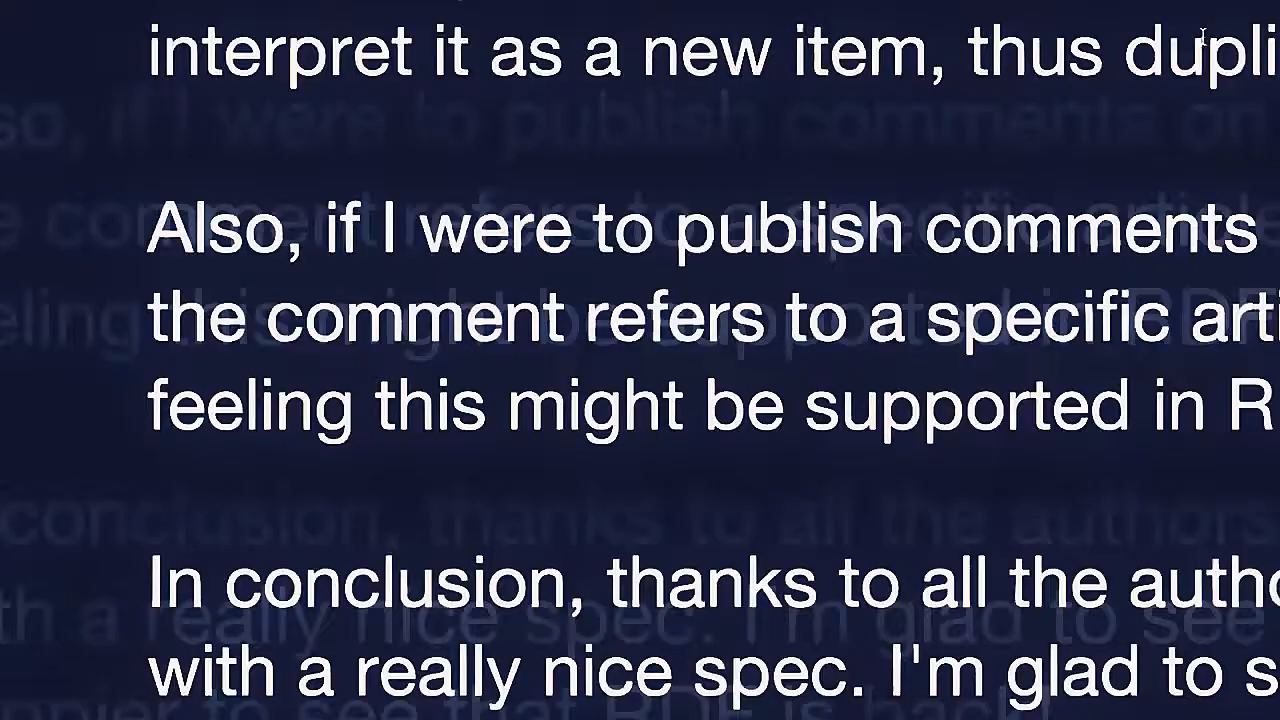 interpret it as a new item, thus dupli
Also, if I were to publish comments
the comment refers to a specific arti
feeling this might be supported in R
In conclusion, thanks to all the autho
with a really nice spec. I'm glad to s